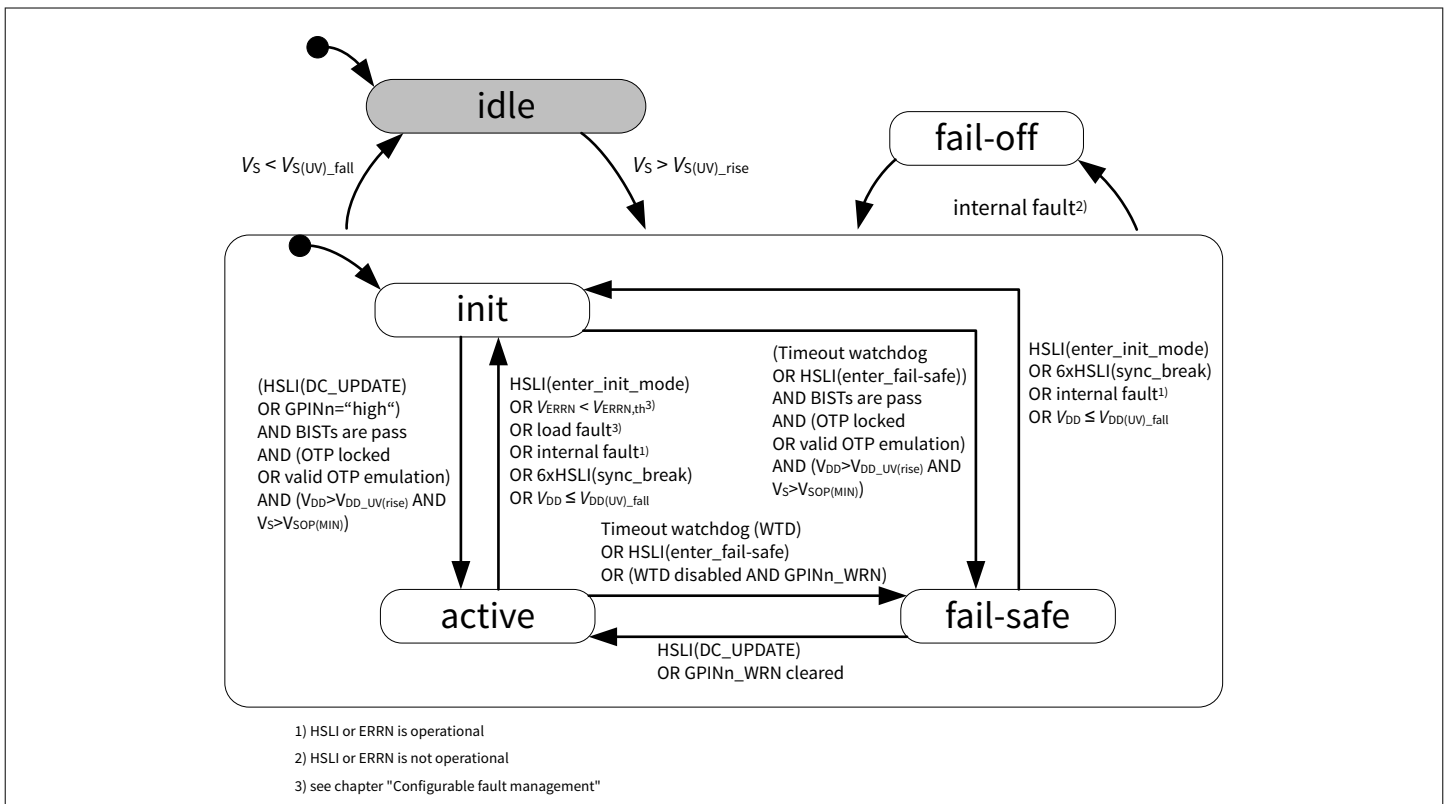 idle
fail-off
VS < VS(UV)_fall
VS > VS(UV)_rise
internal fault2)
init
(HSLI(DC_UPDATE)
OR GPINn=“high“)
AND BISTs are pass
AND (OTP locked
OR valid OTP emulation)
AND (VDD>VDD_UV(rise) AND
VS>VSOP(MIN))
HSLI(enter_init_mode)
OR VERRN < VERRN,th3)
OR load fault3)
OR internal fault1)
OR 6xHSLI(sync_break)
OR VDD ≤ VDD(UV)_fall
(Timeout watchdog
OR HSLI(enter_fail-safe))
AND BISTs are pass
AND (OTP locked
OR valid OTP emulation)
AND (VDD>VDD_UV(rise) AND
VS>VSOP(MIN))
HSLI(enter_init_mode)
OR 6xHSLI(sync_break)
OR internal fault1)
OR VDD ≤ VDD(UV)_fall
Timeout watchdog (WTD)
OR HSLI(enter_fail-safe)
OR (WTD disabled AND GPINn_WRN)
active
fail-safe
HSLI(DC_UPDATE)
OR GPINn_WRN cleared
1) HSLI or ERRN is operational
2) HSLI or ERRN is not operational
3) see chapter "Configurable fault management"